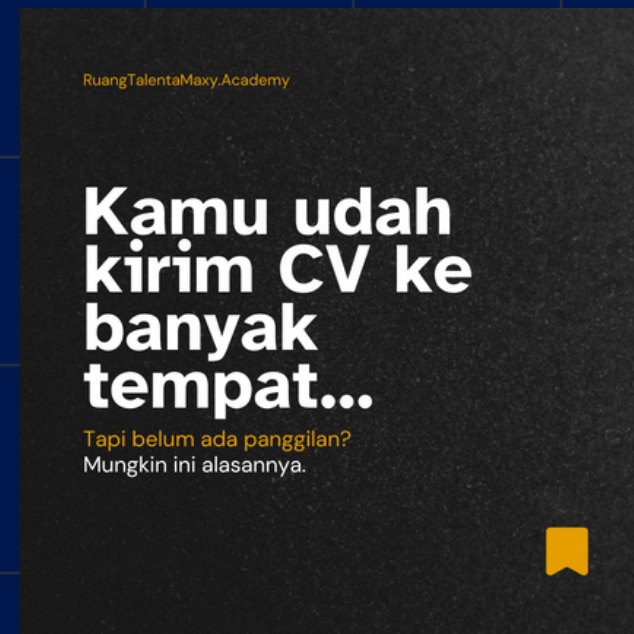 RuangTalentaMaxy.Academy
Kamu udah
kirim CV ke
banyak
tempat...
Tapi belum ada panggilan?
Mungkin ini alasannya.